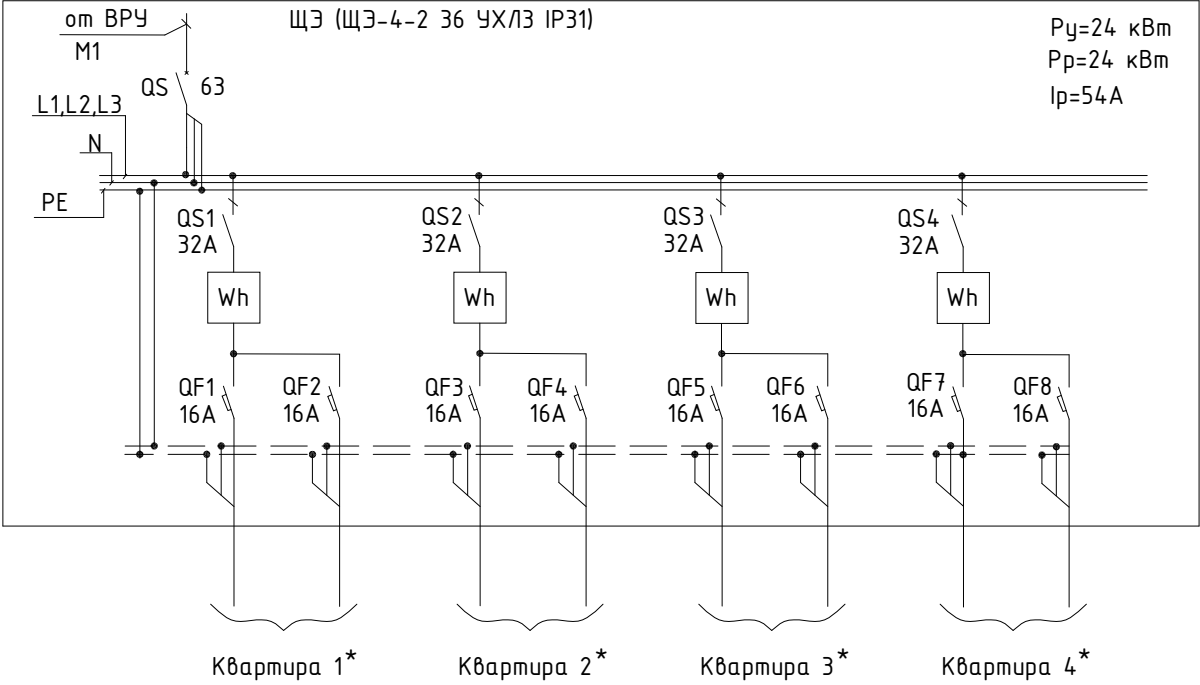 от ВРУ
М1
ЩЭ (ЩЭ-4-2 36 УХЛ3 IP31)
Ру=24 кВт
Рр=24 кВт
Iр=54А
QS 63
L1,L2,L3
N
PE
QS1
32А
QS2
32А
QS3
32А
QS4
32А
Wh
Wh
Wh
Wh
QF1
16А
QF2
16А
QF3
16А
QF4
16А
QF5
16А
QF6
16А
QF7
16А
QF8
16А
Квартира 1*
Квартира 2*
Квартира 3*
Квартира 4*